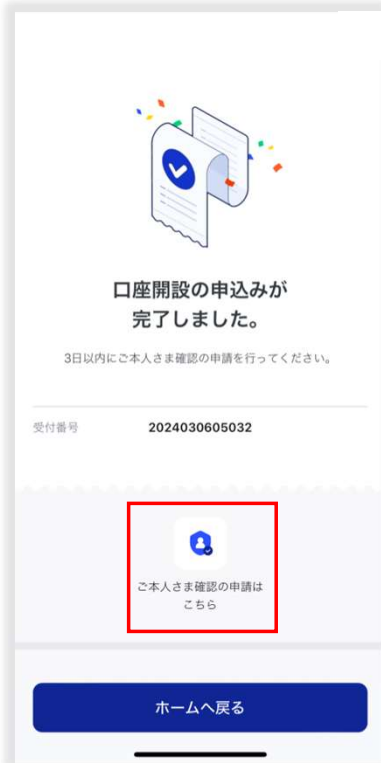 口座開設の申込みが
完了しました。
3日以内にご本人さま確認の申請を行ってください。
受付番号 2024030605032
ご本人さま確認の申請は
こちら
ホームへ戻る